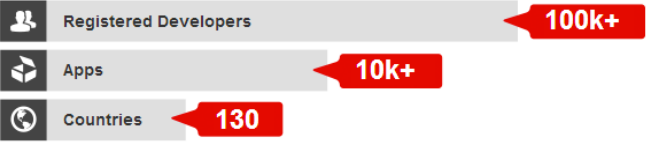 Registered Developers 100k+
Apps 10k+
Countries 130